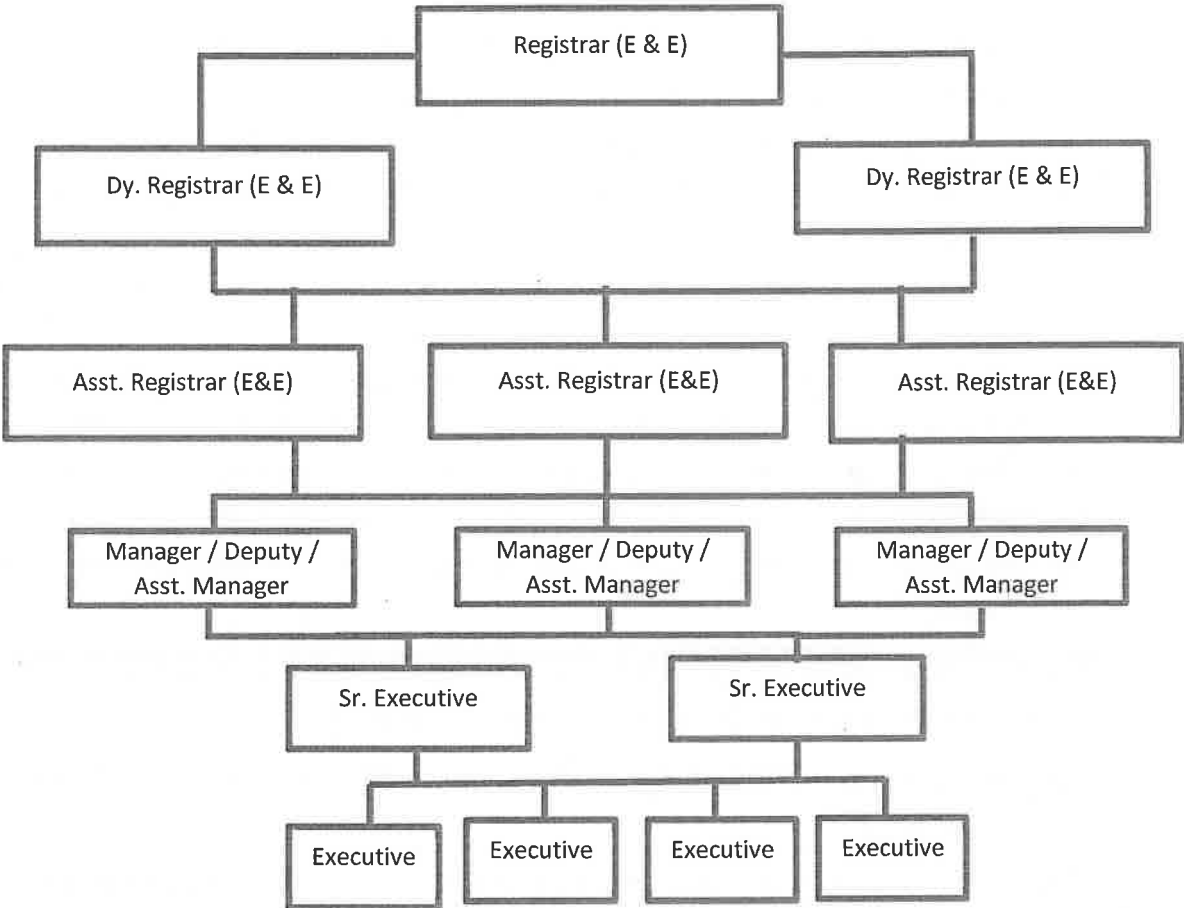 Registrar (E & E)
Dy. Registrar (E & E)
Dy. Registrar (E & E)
Asst. Registrar (E&E)
Asst. Registrar (E&E)
Asst. Registrar (E&E)
Manager / Deputy /
Asst. Manager
Manager / Deputy /
Asst. Manager
Manager / Deputy /
Asst. Manager
Sr. Executive
Sr. Executive
Executive
Executive
Executive
Executive